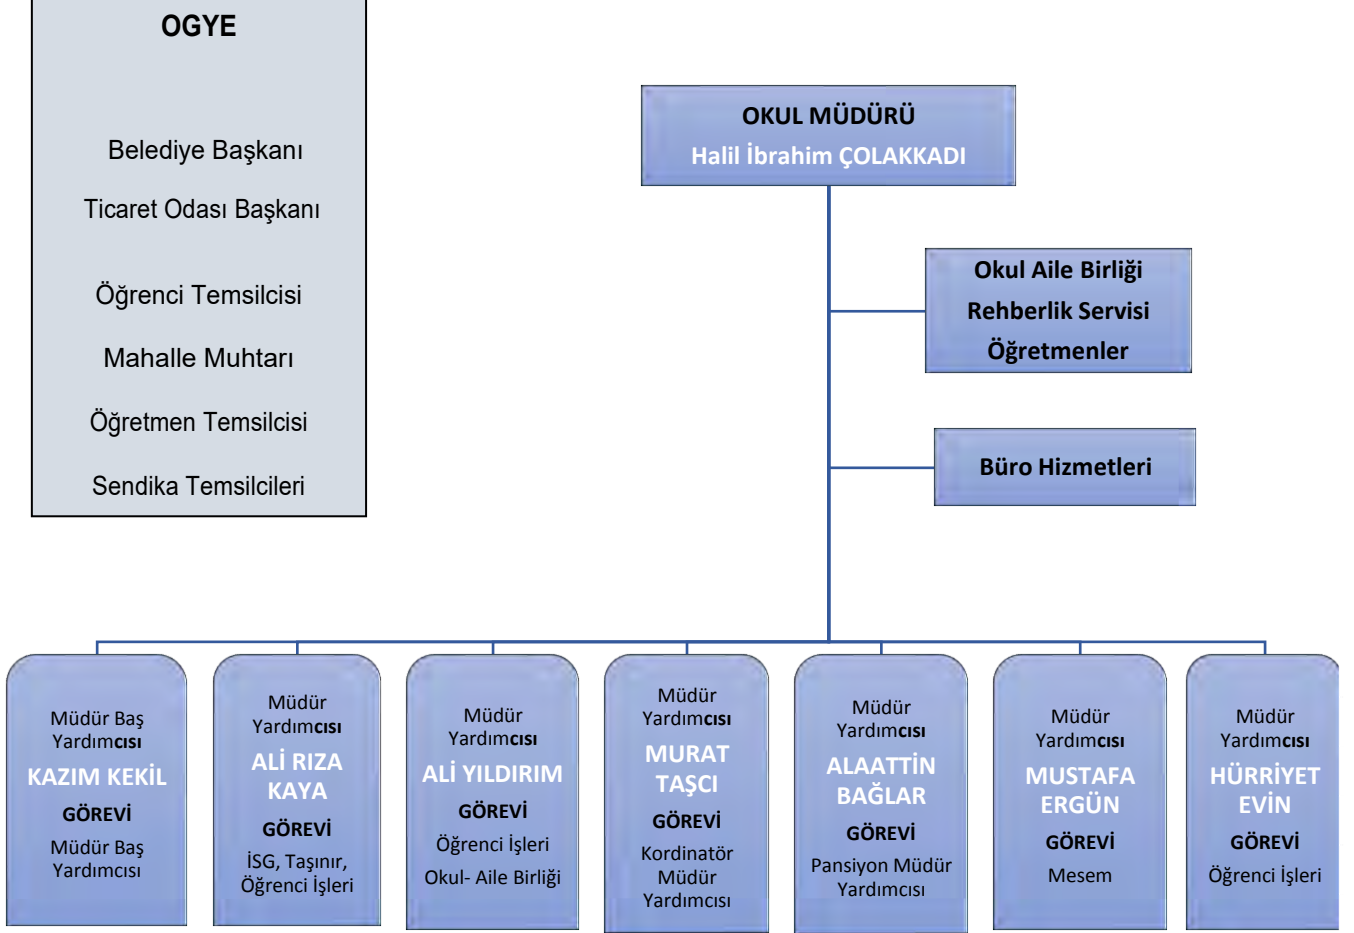 OGYE
Belediye Başkanı
Ticaret Odası Başkanı
Öğrenci Temsilcisi
Mahalle Muhtarı
Öğretmen Temsilcisi
Sendika Temsilcileri
OKUL MÜDÜRÜ
Halil İbrahim ÇOLAKKADI
Okul Aile Birliği
Rehberlik Servisi
Öğretmenler
Büro Hizmetleri
Müdür Baş
Yardımcısı
KAZIM KEKİL
GÖREVİ
Müdür Baş
Yardımcısı
Müdür
Yardımcısı
ALİ RIZA
KAYA
GÖREVİ
İSG, Taşınır,
Öğrenci İşleri
Müdür
Yardımcısı
ALİ YILDIRIM
GÖREVİ
Öğrenci İşleri
Okul- Aile Birliği
Müdür
Yardımcısı
MURAT
TAŞCI
GÖREVİ
Kordinatör
Müdür
Yardımcısı
Müdür
Yardımcısı
ALAATTİN
BAĞLAR
GÖREVİ
Pansiyon Müdür
Yardımcısı
Müdür
Yardımcısı
MUSTAFA
ERGÜN
GÖREVİ
Mesem
Müdür
Yardımcısı
HÜRRİYET
EVİN
GÖREVİ
Öğrenci İşleri